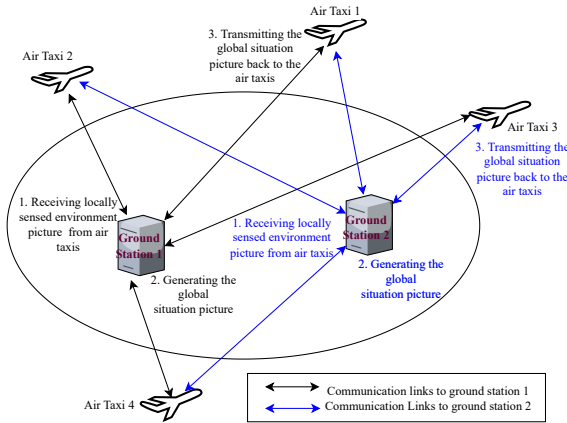 Air Taxi 1
3. Transmitting the
global situation
picture back to the
air taxis
Air Taxi 2
Air Taxi 3
3. Transmitting the
global situation
picture back to the
air taxis
1. Receiving locally
sensed environment
picture from air
taxis
Ground
Station 1
2. Generating the
global
situation picture
1. Receiving locally
sensed environment
picture from air taxis
Ground
Station 2
2. Generating the
global
situation picture
Air Taxi 4
Communication links to ground station 1
Communication Links to ground station 2